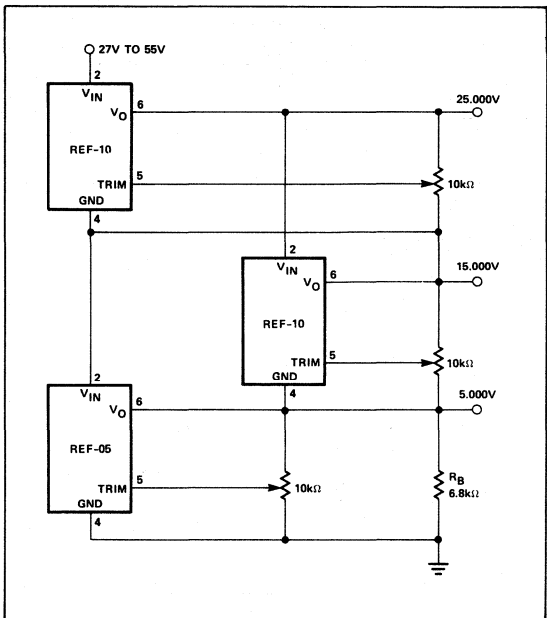 27V TO 55V
2
VIN
VO
6
25.000V
REF-10
TRIM
5
10kΩ
GND
4
2
VIN
VO
6
15.000V
REF-10
TRIM
5
10kΩ
GND
4
2
VIN
VO
6
5.000V
REF-05
TRIM
5
10kΩ
RB
6.8kΩ
GND
4